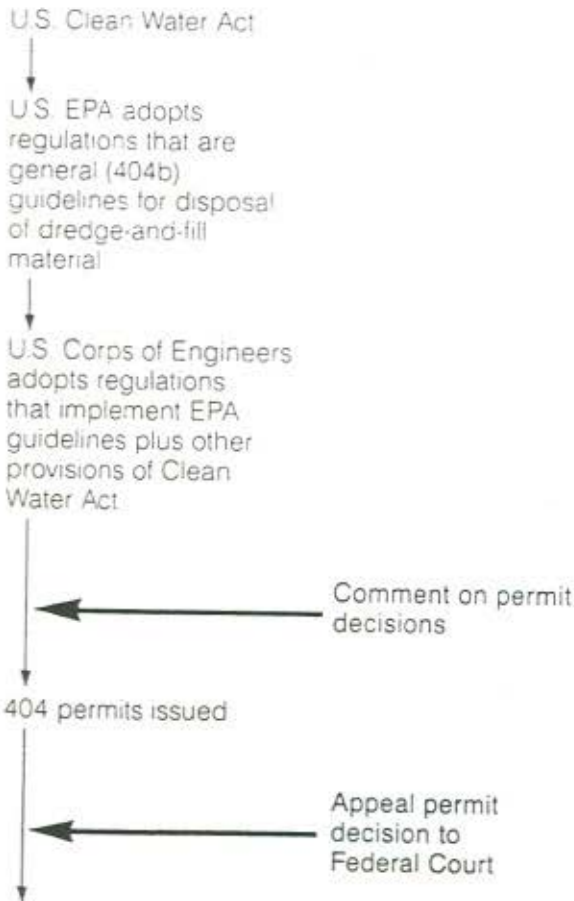 U.S. Clean Water Act
U.S. EPA adopts
regulations that are
general (404b)
guidelines for disposal
of dredge-and-fill
material
U.S. Corps of Engineers
adopts regulations
that implement EPA
guidelines plus other
provisions of Clean
Water Act
Comment on permit
decisions
404 permits issued
Appeal permit
decision to
Federal Court